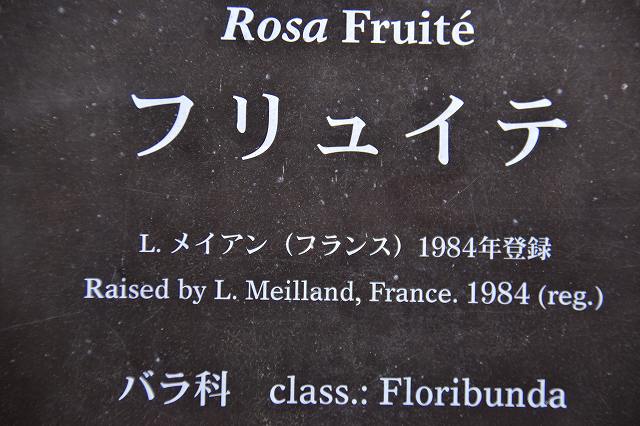 Rosa Fruité
フリュイテ
L. メイアン（フランス）1984年登録
Raised by L. Meilland, France. 1984 (reg.)
バラ科　class.: Floribunda